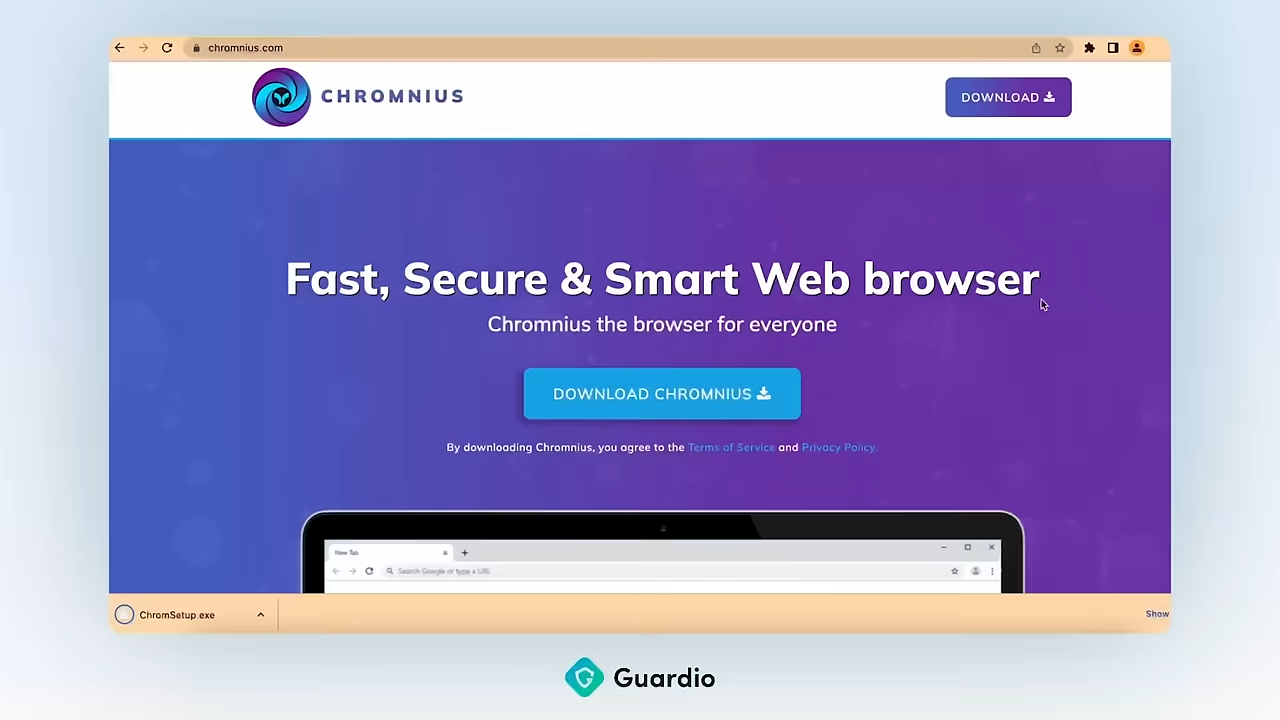 chromnius.com
CHROMNIUS
DOWNLOAD
Fast, Secure & Smart Web browser
Chromnius the browser for everyone
DOWNLOAD CHROMNIUS
By downloading Chromnius, you agree to the Terms of Service and Privacy Policy.
New Tab
Search Google or type a URL
ChromSetup.exe
Show
Guardio